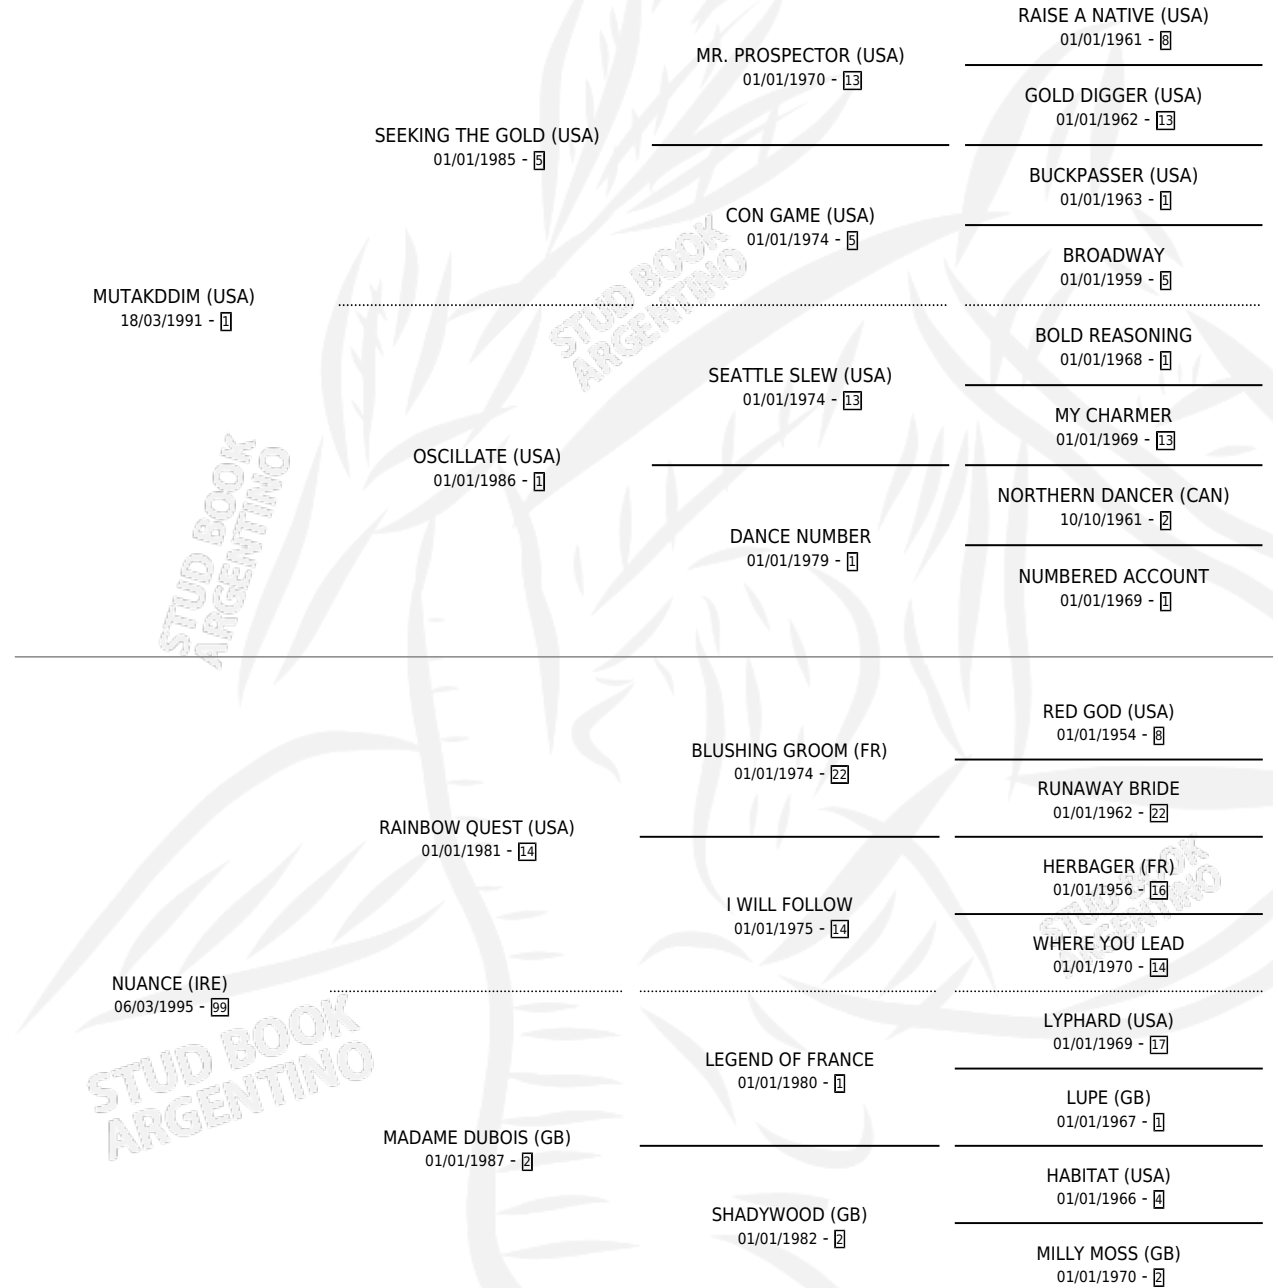 RAISE A NATIVE (USA)
01/01/1961 - 8
MR. PROSPECTOR (USA)
01/01/1970 - 13
GOLD DIGGER (USA)
01/01/1962 - 13
SEEKING THE GOLD (USA)
01/01/1985 - 5
BUCKPASSER (USA)
01/01/1963 - 1
CON GAME (USA)
01/01/1974 - 5
BROADWAY
01/01/1959 - 5
MUTAKDDIM (USA)
18/03/1991 - 1
STUD BOOK
ARGENTINO
BOLD REASONING
01/01/1968 - 1
SEATTLE SLEW (USA)
01/01/1974 - 13
MY CHARMER
01/01/1969 - 13
OSCILLATE (USA)
01/01/1986 - 1
NORTHERN DANCER (CAN)
10/10/1961 - 2
DANCE NUMBER
01/01/1979 - 1
NUMBERED ACCOUNT
01/01/1969 - 1
STUD BOOK
ARGENTINO
RED GOD (USA)
01/01/1954 - 8
BLUSHING GROOM (FR)
01/01/1974 - 22
RUNAWAY BRIDE
01/01/1962 - 22
RAINBOW QUEST (USA)
01/01/1981 - 14
HERBAGER (FR)
01/01/1956 - 16
I WILL FOLLOW
01/01/1975 - 14
WHERE YOU LEAD
01/01/1970 - 14
STUD BOOK
ARGENTINO
NUANCE (IRE)
06/03/1995 - 99
LYPHARD (USA)
01/01/1969 - 17
LEGEND OF FRANCE
01/01/1980 - 1
LUPE (GB)
01/01/1967 - 1
STUD BOOK
ARGENTINO
MADAME DUBOIS (GB)
01/01/1987 - 2
HABITAT (USA)
01/01/1966 - 4
SHADYWOOD (GB)
01/01/1982 - 2
MILLY MOSS (GB)
01/01/1970 - 2